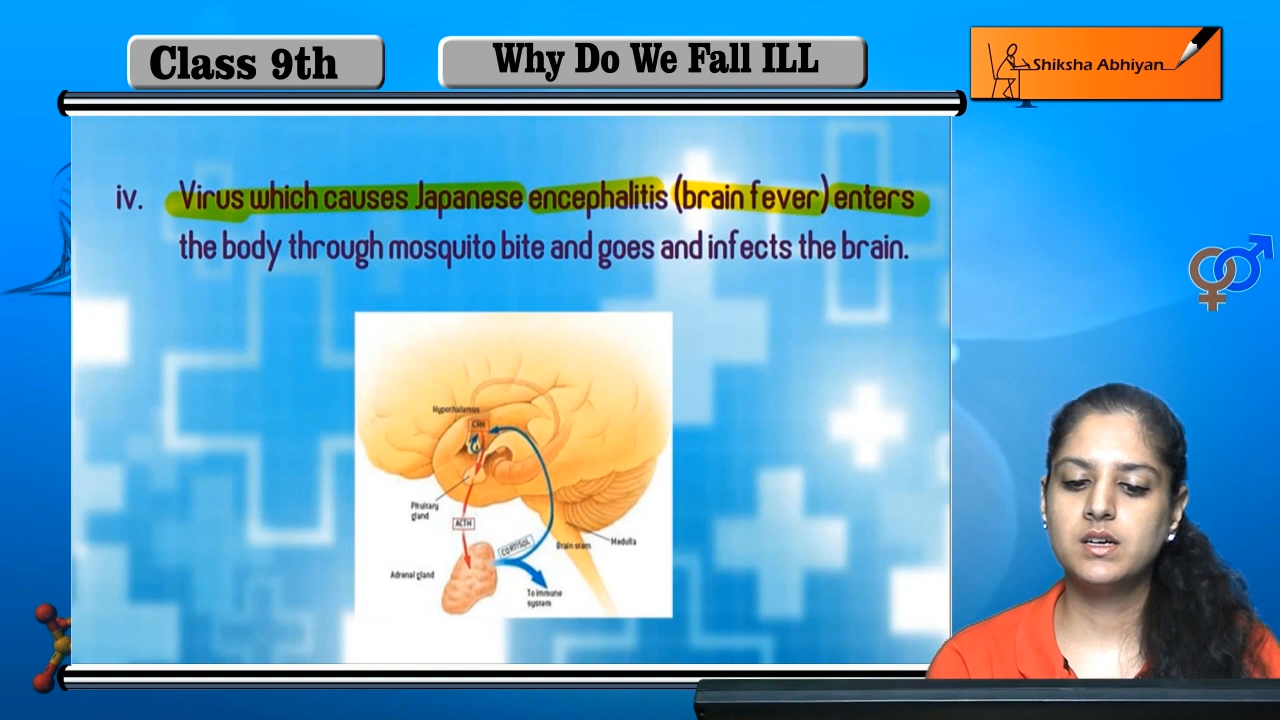 Class 9th
Why Do We Fall ILL
Shiksha Abhiyan
iv. Virus which causes Japanese encephalitis (brain fever) enters
the body through mosquito bite and goes and infects the brain.
Hypothalamus
CRH
Pituitary
gland
ACTH
CORTISOL
Brain stem
Medulla
Adrenal gland
To immune
system